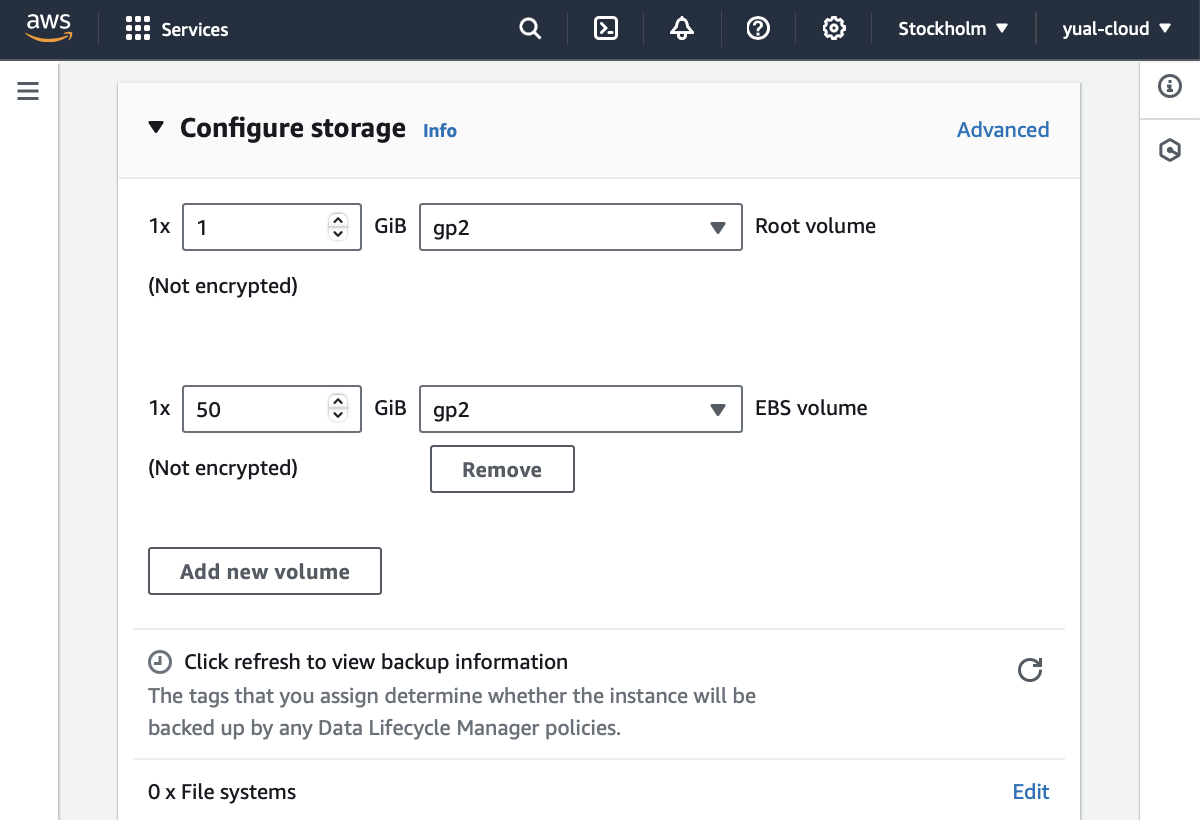 aws Services Stockholm yual-cloud
Configure storage Info Advanced
1x 1 GiB gp2 Root volume
(Not encrypted)
1x 50 GiB gp2 EBS volume
(Not encrypted) Remove
Add new volume
Click refresh to view backup information
The tags that you assign determine whether the instance will be
backed up by any Data Lifecycle Manager policies.
0 x File systems Edit